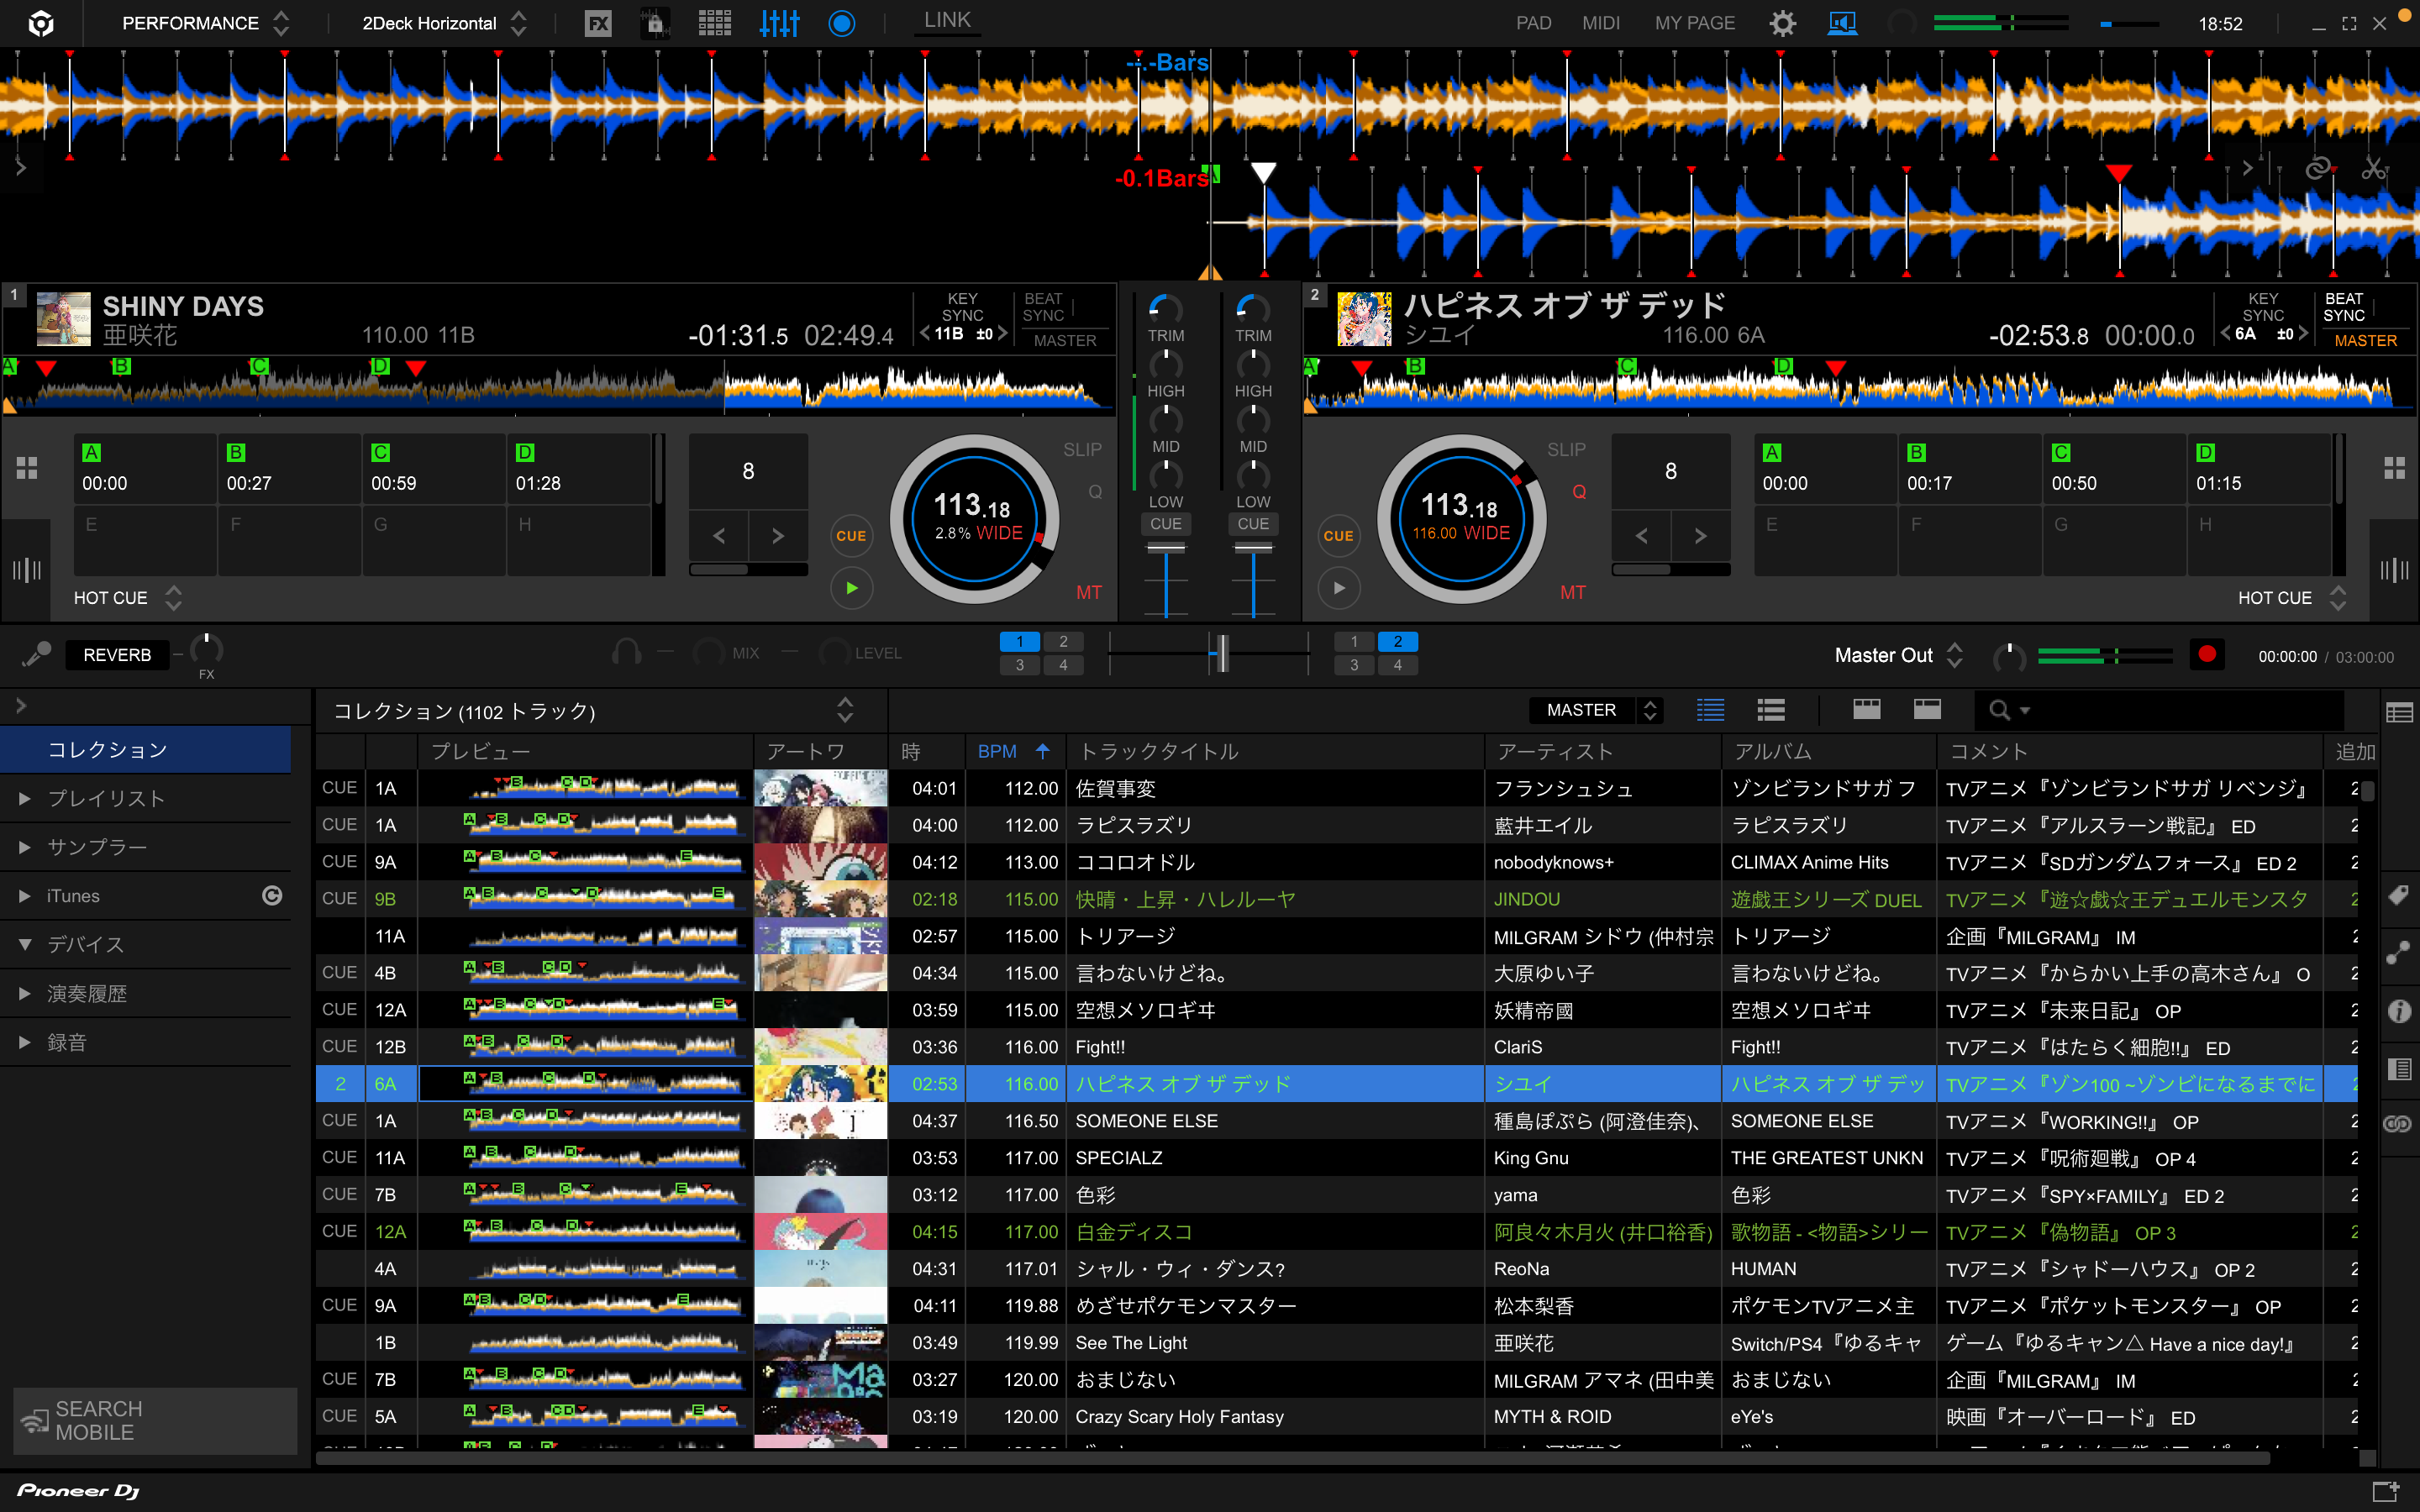 PERFORMANCE
2Deck Horizontal
FX
LINK
PAD MIDI MY PAGE
18:52
--.-Bars
-0.1Bars
1
SHINY DAYS
亜咲花
110.00 11B
-01:31.5 02:49.4
KEY SYNC
11B ±0
BEAT SYNC
MASTER
A B C D
A 00:00
B 00:27
C 00:59
D 01:28
E F G H
HOT CUE
8
CUE
113.18
2.8% WIDE
SLIP
Q
MT
TRIM TRIM
HIGH HIGH
MID MID
LOW LOW
CUE CUE
2
ハピネス オブ ザ デッド
シユイ
116.00 6A
-02:53.8 00:00.0
KEY SYNC
6A ±0
BEAT SYNC
MASTER
A B C D
CUE
113.18
116.00 WIDE
SLIP
Q
MT
8
A 00:00
B 00:17
C 00:50
D 01:15
E F G H
HOT CUE
REVERB
FX
MIX
LEVEL
1 2
3 4
1 2
3 4
Master Out
00:00:00 / 03:00:00
コレクション
プレイリスト
サンプラー
iTunes
デバイス
演奏履歴
録音
SEARCH
MOBILE
コレクション (1102 トラック)
MASTER
プレビュー アートワ 時 BPM トラックタイトル アーティスト アルバム コメント 追加
CUE 1A 04:01 112.00 佐賀事変 フランシュシュ ゾンビランドサガ フ TVアニメ『ゾンビランドサガ リベンジ』 2
CUE 1A 04:00 112.00 ラピスラズリ 藍井エイル ラピスラズリ TVアニメ『アルスラーン戦記』 ED 2
CUE 9A 04:12 113.00 ココロオドル nobodyknows+ CLIMAX Anime Hits TVアニメ『SDガンダムフォース』 ED 2 2
CUE 9B 02:18 115.00 快晴・上昇・ハレルーヤ JINDOU 遊戯王シリーズ DUEL TVアニメ『遊☆戯☆王デュエルモンスタ 2
11A 02:57 115.00 トリアージ MILGRAM シドウ (仲村宗 トリアージ 企画『MILGRAM』 IM 2
CUE 4B 04:34 115.00 言わないけどね。 大原ゆい子 言わないけどね。 TVアニメ『からかい上手の高木さん』 O 2
CUE 12A 03:59 115.00 空想メソロギヰ 妖精帝國 空想メソロギヰ TVアニメ『未来日記』 OP 2
CUE 12B 03:36 116.00 Fight!! ClariS Fight!! TVアニメ『はたらく細胞!!』 ED 2
2 6A 02:53 116.00 ハピネス オブ ザ デッド シユイ ハピネス オブ ザ デッ TVアニメ『ゾン100 ~ゾンビになるまでに 2
CUE 1A 04:37 116.50 SOMEONE ELSE 種島ぽぷら (阿澄佳奈)、 SOMEONE ELSE TVアニメ『WORKING!!』 OP 2
CUE 11A 03:53 117.00 SPECIALZ King Gnu THE GREATEST UNKN TVアニメ『呪術廻戦』 OP 4 2
CUE 7B 03:12 117.00 色彩 yama 色彩 TVアニメ『SPY×FAMILY』 ED 2 2
CUE 12A 04:15 117.00 白金ディスコ 阿良々木月火 (井口裕香) 歌物語 - <物語>シリー TVアニメ『偽物語』 OP 3 2
4A 04:31 117.01 シャル・ウィ・ダンス? ReoNa HUMAN TVアニメ『シャドーハウス』 OP 2 2
CUE 9A 04:11 119.88 めざせポケモンマスター 松本梨香 ポケモンTVアニメ主 TVアニメ『ポケットモンスター』 OP 2
1B 03:49 119.99 See The Light 亜咲花 Switch/PS4『ゆるキャ ゲーム『ゆるキャン△ Have a nice day!』 2
CUE 7B 03:27 120.00 おまじない MILGRAM アマネ (田中美 おまじない 企画『MILGRAM』 IM 2
CUE 5A 03:19 120.00 Crazy Scary Holy Fantasy MYTH & ROID eYe's 映画『オーバーロード』 ED 2
Pioneer Dj